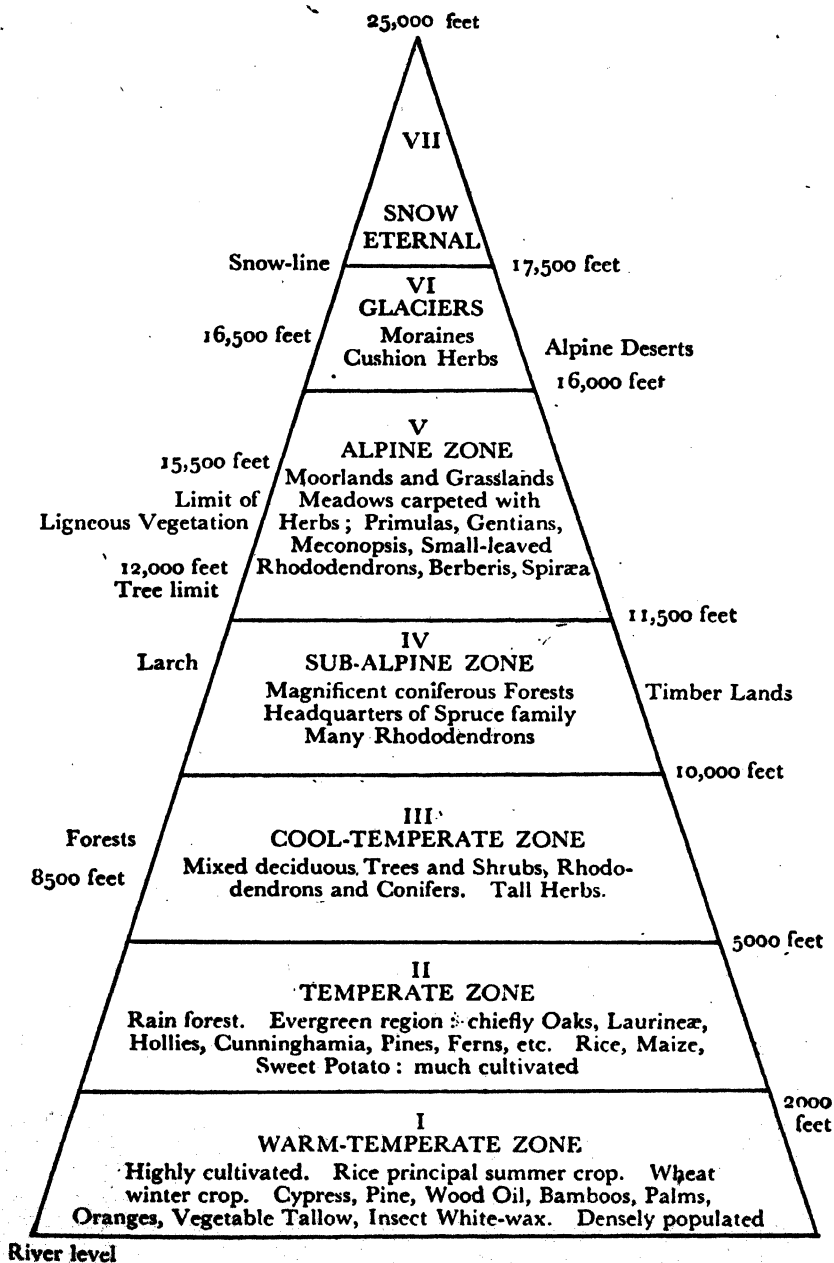 25,000 feet
VII
SNOW
ETERNAL
Snow-line
17,500 feet
VI
GLACIERS
Moraines
Cushion Herbs
16,500 feet
Alpine Deserts
16,000 feet
V
ALPINE ZONE
Moorlands and Grasslands
Meadows carpeted with
Herbs ; Primulas, Gentians,
Meconopsis, Small-leaved
Rhododendrons, Berberis, Spiræa
15,500 feet
Limit of
Ligneous Vegetation
12,000 feet
Tree limit
11,500 feet
IV
SUB-ALPINE ZONE
Magnificent coniferous Forests
Headquarters of Spruce family
Many Rhododendrons
Larch
Timber Lands
10,000 feet
III
COOL-TEMPERATE ZONE
Mixed deciduous Trees and Shrubs, Rhodo-
dendrons and Conifers. Tall Herbs.
Forests
8500 feet
5000 feet
II
TEMPERATE ZONE
Rain forest. Evergreen region : chiefly Oaks, Laurineæ,
Hollies, Cunninghamia, Pines, Ferns, etc. Rice, Maize,
Sweet Potato : much cultivated
2000
feet
I
WARM-TEMPERATE ZONE
Highly cultivated. Rice principal summer crop. Wheat
winter crop. Cypress, Pine, Wood Oil, Bamboos, Palms,
Oranges, Vegetable Tallow, Insect White-wax. Densely populated
River level